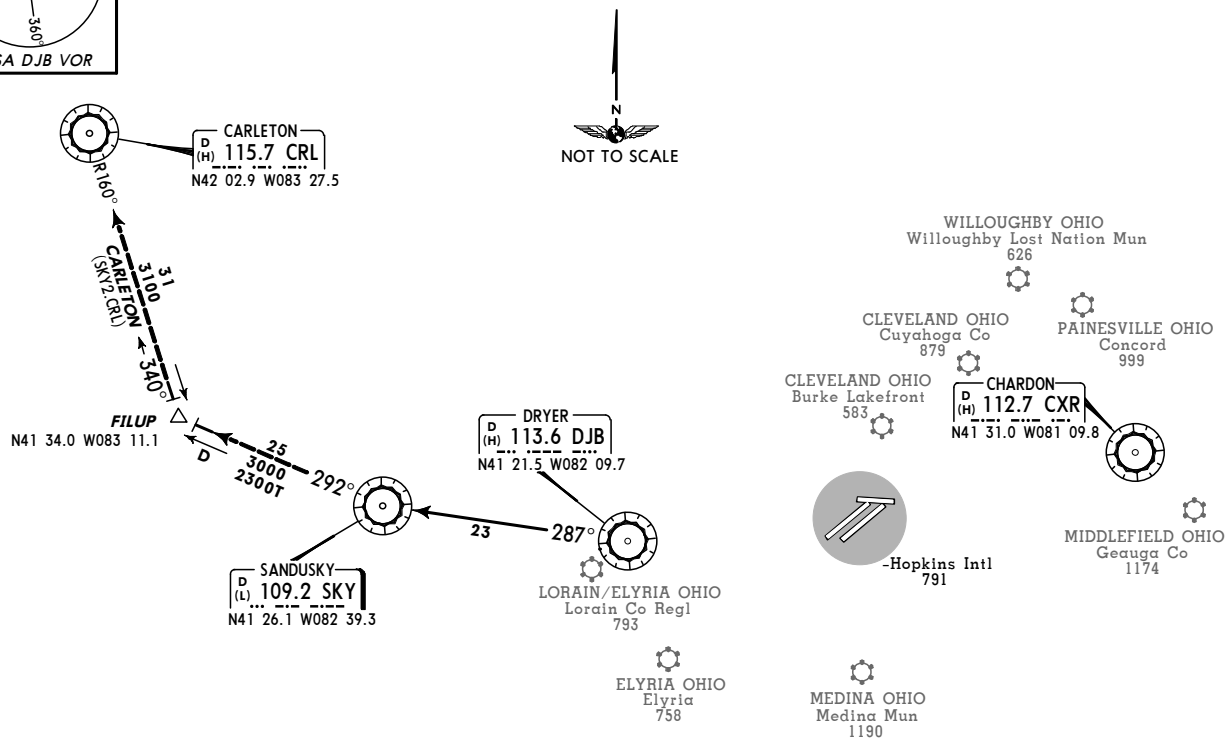 360°
SA DJB VOR
N
NOT TO SCALE
CARLETON
D
(H) 115.7 CRL
N42 02.9 W083 27.5
R160°
31
3100
CARLETON
(SKY2.CRL)
340°
FILUP
N41 34.0 W083 11.1
D
25
3000
2300T
292°
DRYER
D
(H) 113.6 DJB
N41 21.5 W082 09.7
23
287°
SANDUSKY
D
(L) 109.2 SKY
N41 26.1 W082 39.3
LORAIN/ELYRIA OHIO
Lorain Co Regl
793
ELYRIA OHIO
Elyria
758
WILLOUGHBY OHIO
Willoughby Lost Nation Mun
626
PAINESVILLE OHIO
Concord
999
CLEVELAND OHIO
Cuyahoga Co
879
CLEVELAND OHIO
Burke Lakefront
583
CHARDON
D
(H) 112.7 CXR
N41 31.0 W081 09.8
MIDDLEFIELD OHIO
Geauga Co
1174
-Hopkins Intl
791
MEDINA OHIO
Medina Mun
1190